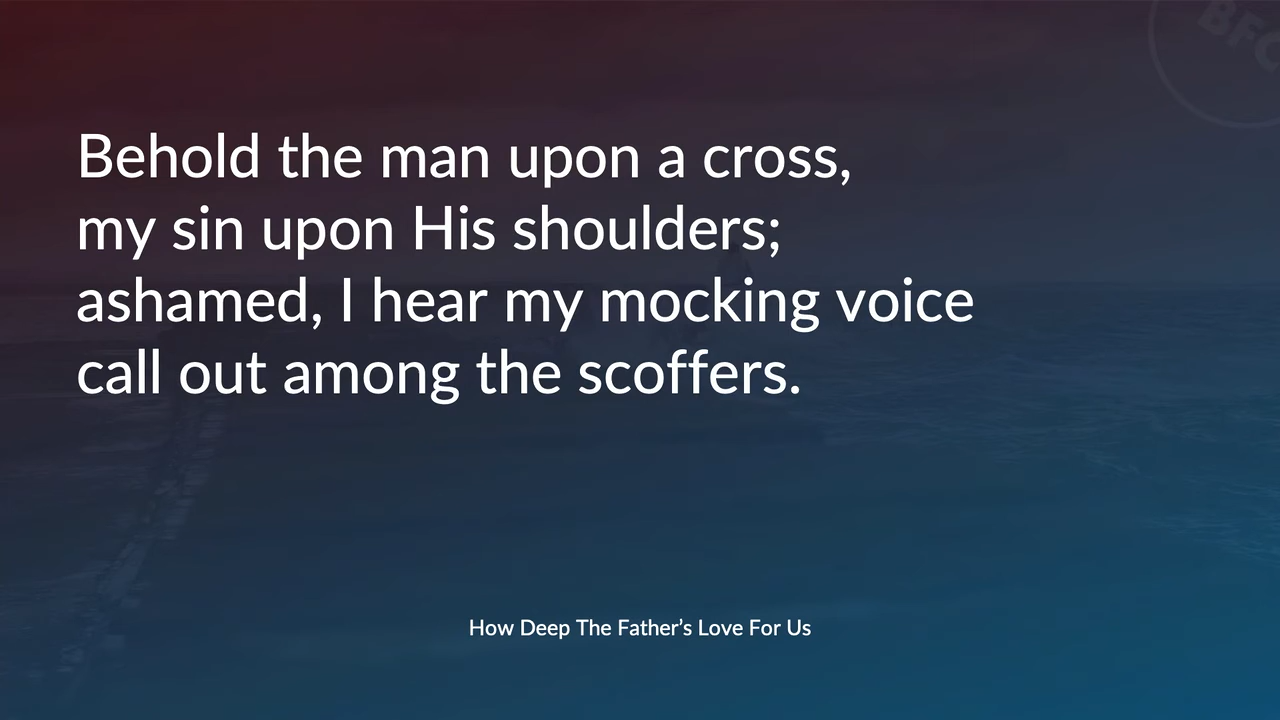 BFC
Behold the man upon a cross,
my sin upon His shoulders;
ashamed, I hear my mocking voice
call out among the scoffers.
How Deep The Father’s Love For Us